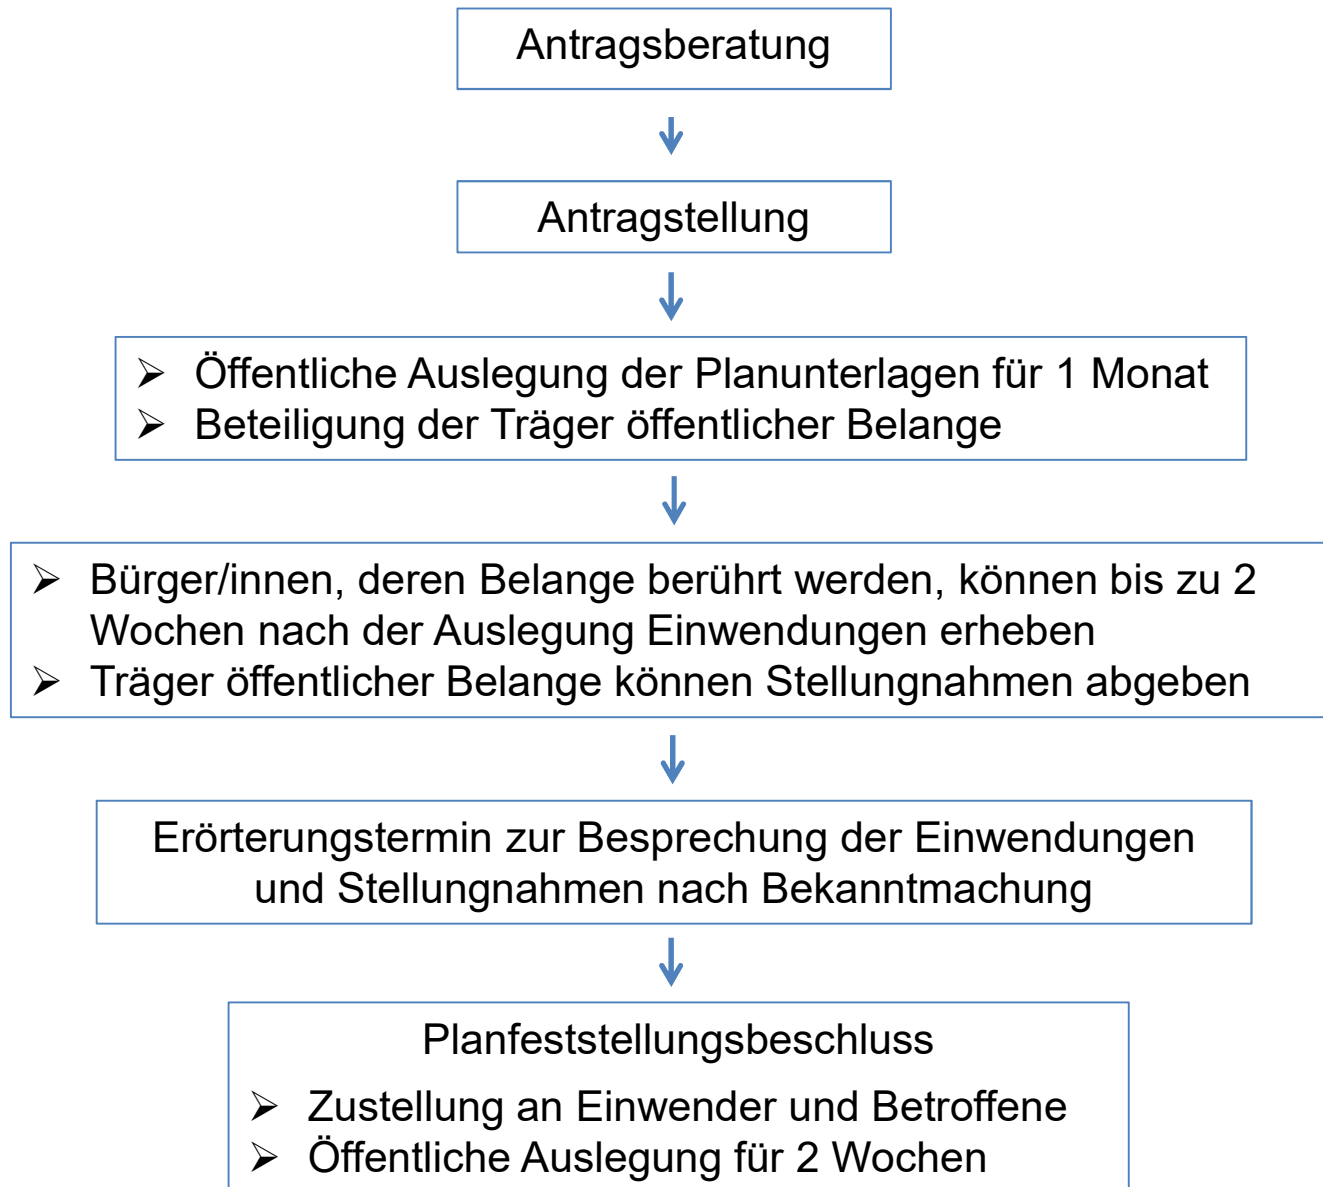 Antragsberatung
Antragstellung
➢ Öffentliche Auslegung der Planunterlagen für 1 Monat
➢ Beteiligung der Träger öffentlicher Belange
➢ Bürger/innen, deren Belange berührt werden, können bis zu 2
Wochen nach der Auslegung Einwendungen erheben
➢ Träger öffentlicher Belange können Stellungnahmen abgeben
Erörterungstermin zur Besprechung der Einwendungen
und Stellungnahmen nach Bekanntmachung
Planfeststellungsbeschluss
➢ Zustellung an Einwender und Betroffene
➢ Öffentliche Auslegung für 2 Wochen